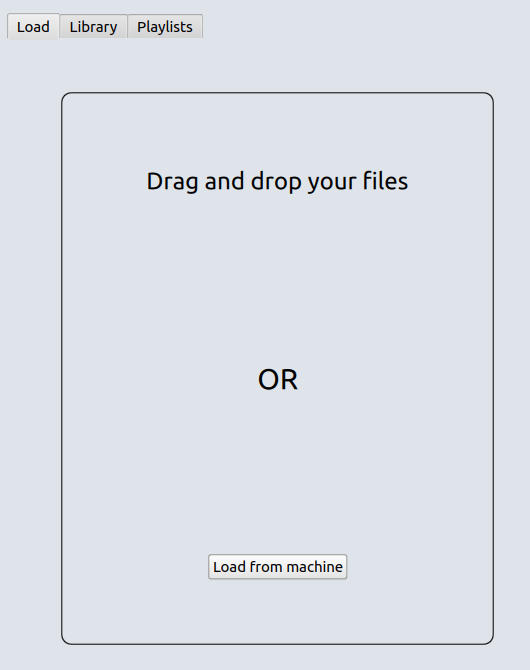 Load Library Playlists
Drag and drop your files
OR
Load from machine